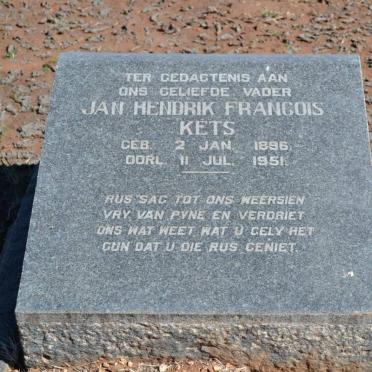 TER GEDAGTENIS AAN
ONS GELIEFDE VADER
JAN HENDRIK FRANCOIS
KETS
GEB. 2 JAN. 1896.
OORL. 11 JUL. 1951.
RUS SAG TOT ONS WEERSIEN
VRY VAN PYNE EN VERDRIET
ONS WAT WEET WAT U GELY HET
GUN DAT U DIE RUS GENIET.